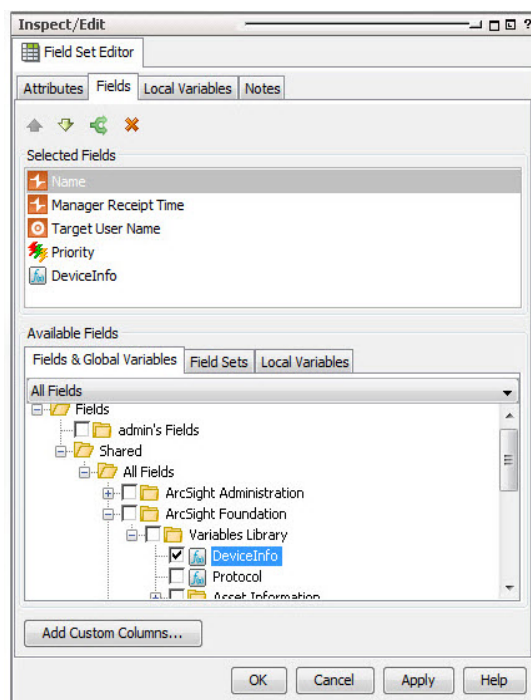 Inspect/Edit
?
Field Set Editor
Attributes Fields Local Variables Notes
Selected Fields
Name
Manager Receipt Time
Target User Name
Priority
DeviceInfo
Available Fields
Fields & Global Variables Field Sets Local Variables
All Fields
Fields
admin's Fields
Shared
All Fields
ArcSight Administration
ArcSight Foundation
Variables Library
DeviceInfo
Protocol
Asset Information
Add Custom Columns...
OK Cancel Apply Help